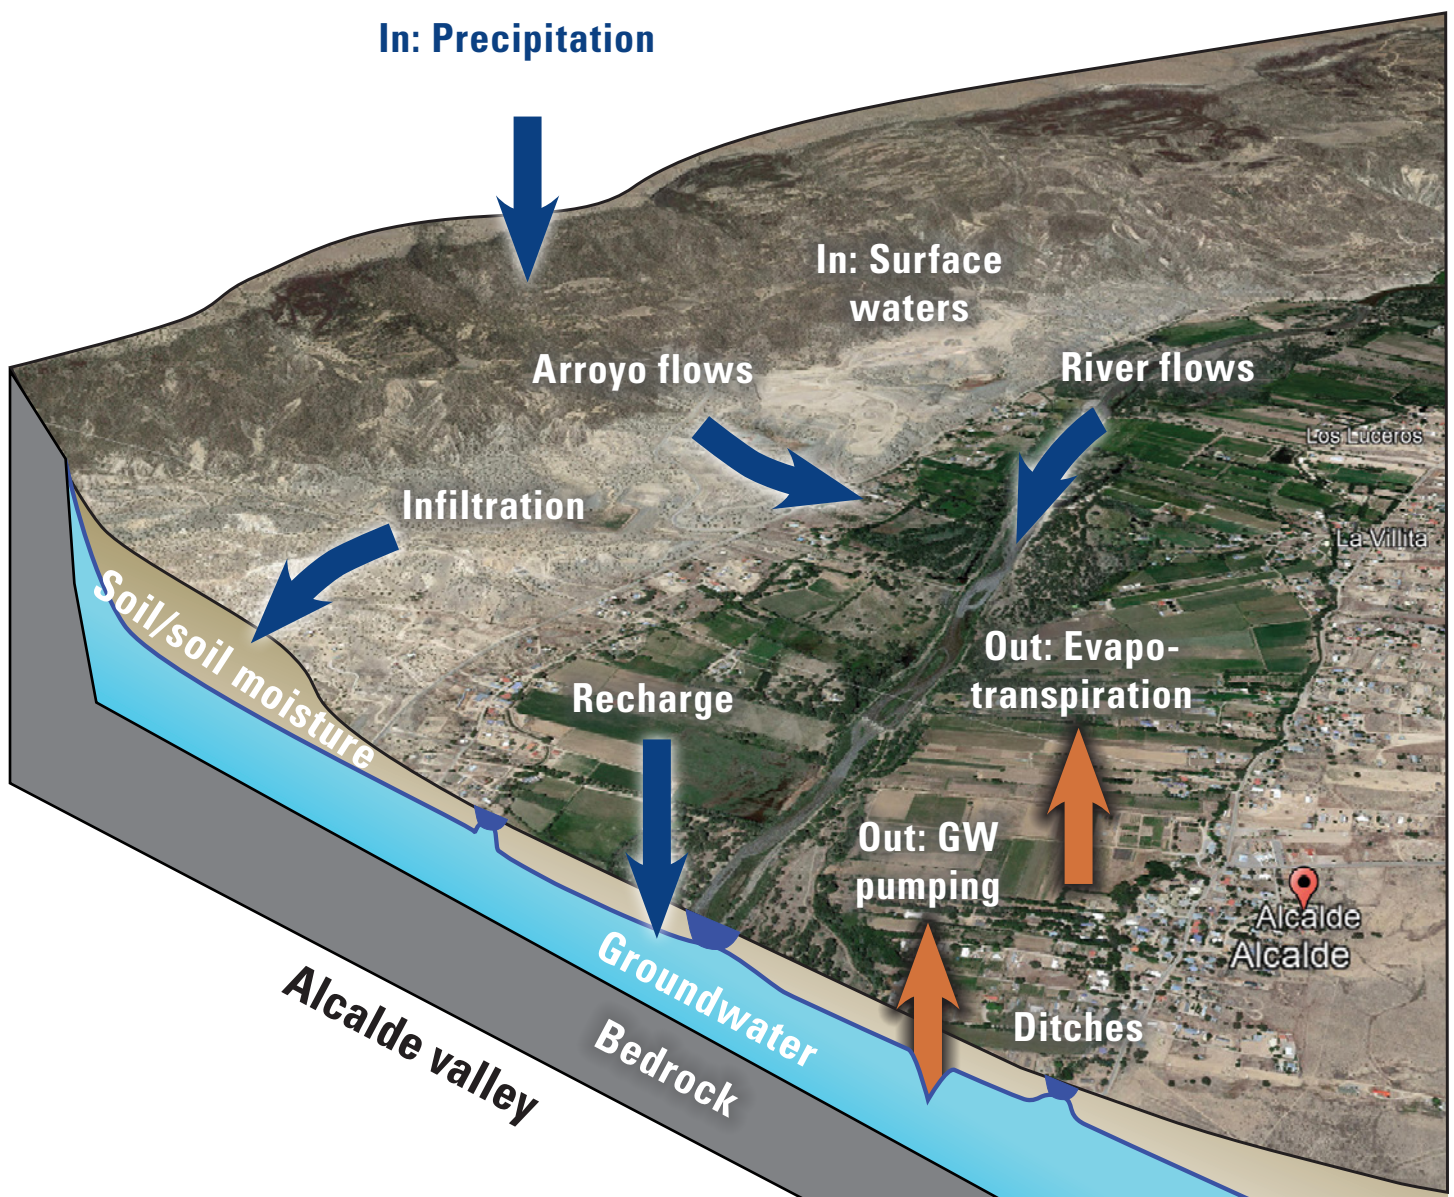 In: Precipitation
In: Surface
waters
Arroyo flows
River flows
Los Luceros
Infiltration
La Villita
Soil/soil moisture
Out: Evapo-
transpiration
Recharge
Out: GW
pumping
Alcalde
Alcalde
Groundwater
Ditches
Bedrock
Alcalde valley